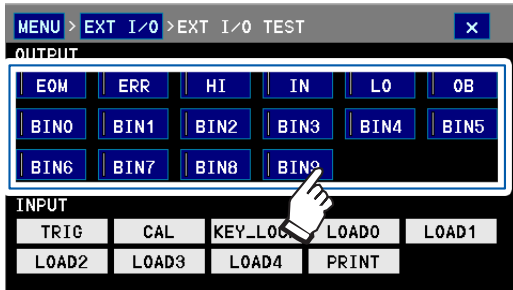 MENU > EXT I/O > EXT I/O TEST ×
OUTPUT
EOM ERR HI IN LO OB
BIN0 BIN1 BIN2 BIN3 BIN4 BIN5
BIN6 BIN7 BIN8 BIN9
INPUT
TRIG CAL KEY_LOCK LOAD0 LOAD1
LOAD2 LOAD3 LOAD4 PRINT